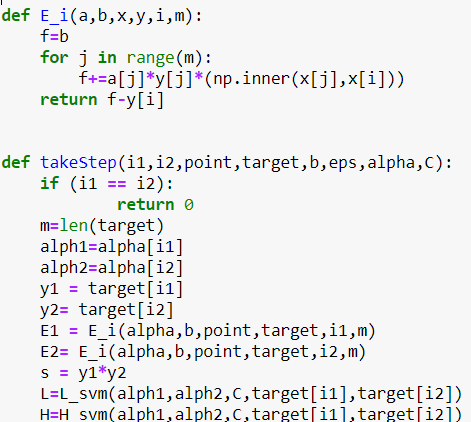 def E_i(a,b,x,y,i,m):
    f=b
    for j in range(m):
        f+=a[j]*y[j]*(np.inner(x[j],x[i]))
    return f-y[i]
def takeStep(i1,i2,point,target,b,eps,alpha,C):
    if (i1 == i2):
            return 0
    m=len(target)
    alph1=alpha[i1]
    alph2=alpha[i2]
    y1 = target[i1]
    y2= target[i2]
    E1 = E_i(alpha,b,point,target,i1,m)
    E2= E_i(alpha,b,point,target,i2,m)
    s = y1*y2
    L=L_svm(alph1,alph2,C,target[i1],target[i2])
    H=H_svm(alph1,alph2,C,target[i1],target[i2])